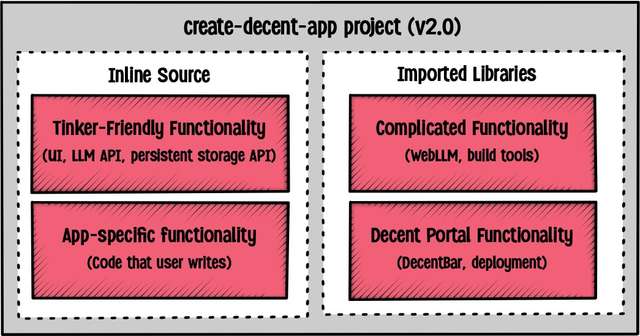 create-decent-app project (v2.0)
Inline Source
Tinker-Friendly Functionality
(UI, LLM API, persistent storage API)
App-specific functionality
(Code that user writes)
Imported Libraries
Complicated Functionality
(WebLLM, build tools)
Decent Portal Functionality
(DecentBar, deployment)